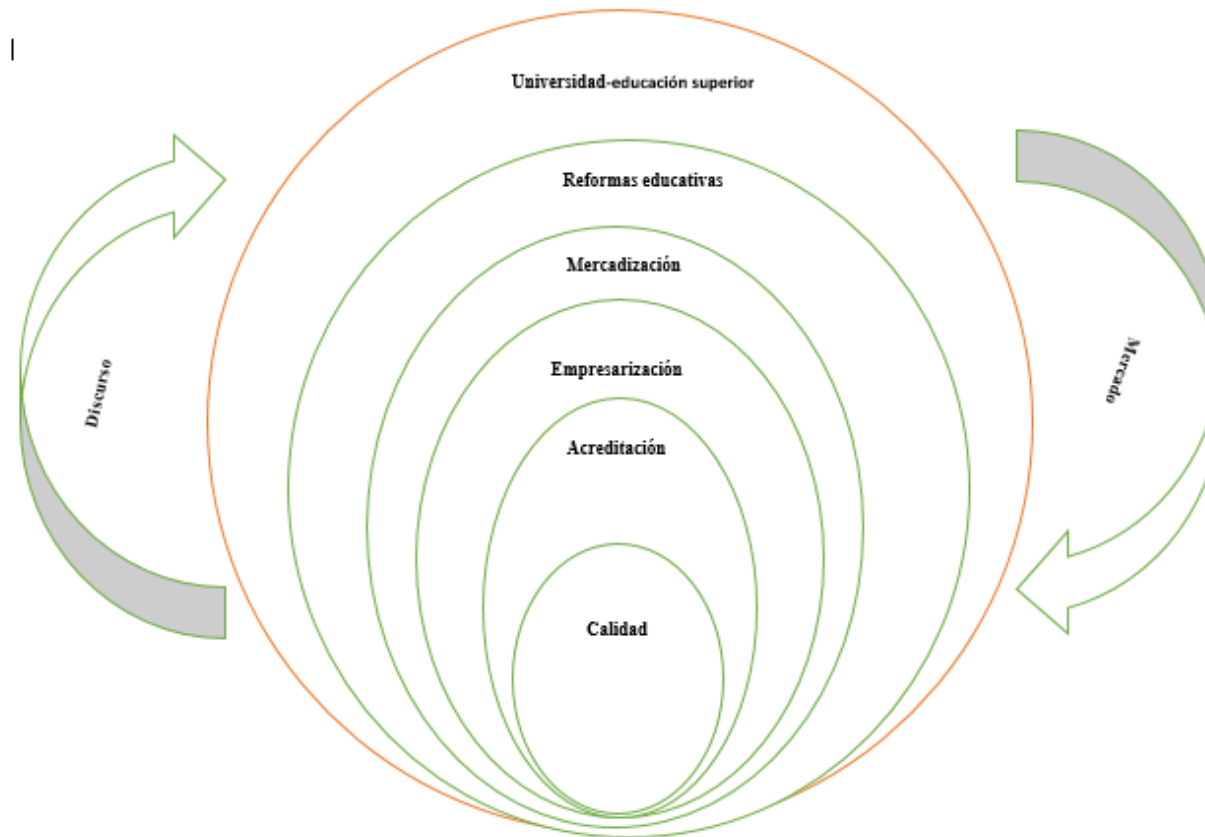 Universidad-educación superior
Reformas educativas
Mercadización
Empresarización
Acreditación
Calidad
Discurso
Mercado